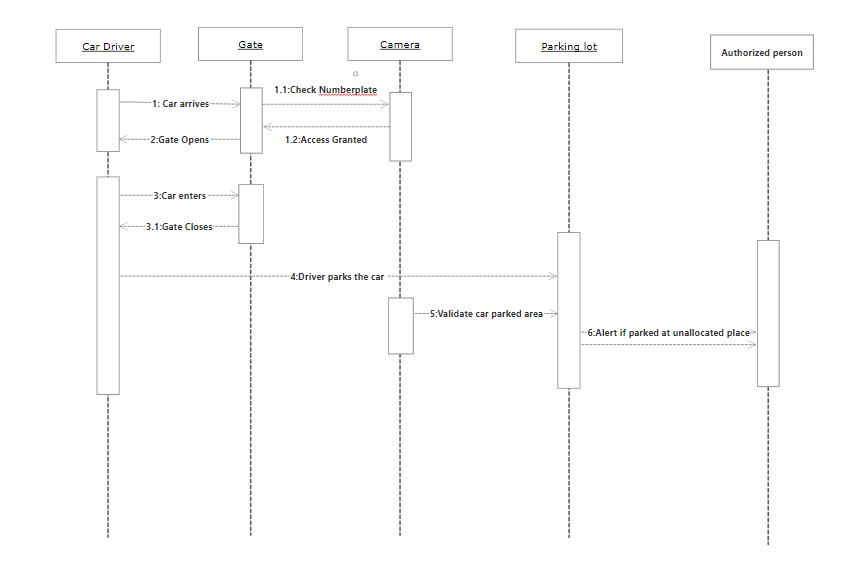 Car Driver
Gate
Camera
Parking lot
Authorized person
1.1:Check Numberplate
1: Car arrives
1.2:Access Granted
2:Gate Opens
3:Car enters
3.1:Gate Closes
4:Driver parks the car
5:Validate car parked area
6:Alert if parked at unallocated place